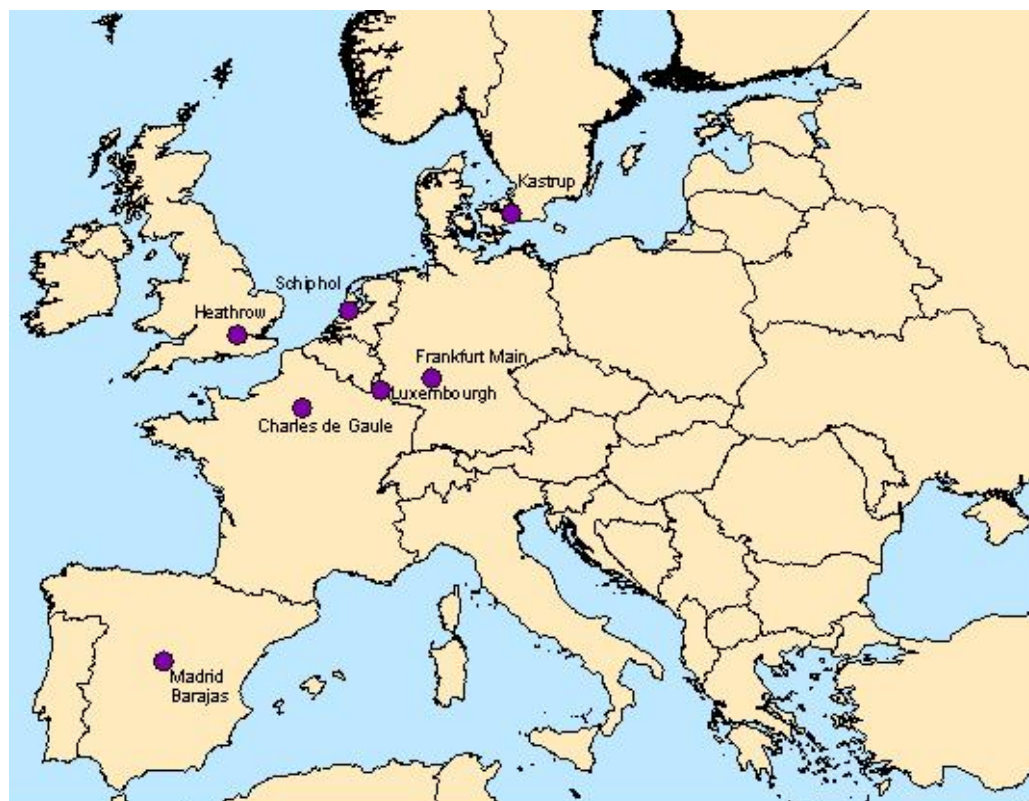 Kastrup
Schiphol
Heathrow
Frankfurt Main
Luxembourgh
Charles de Gaule
Madrid
Barajas